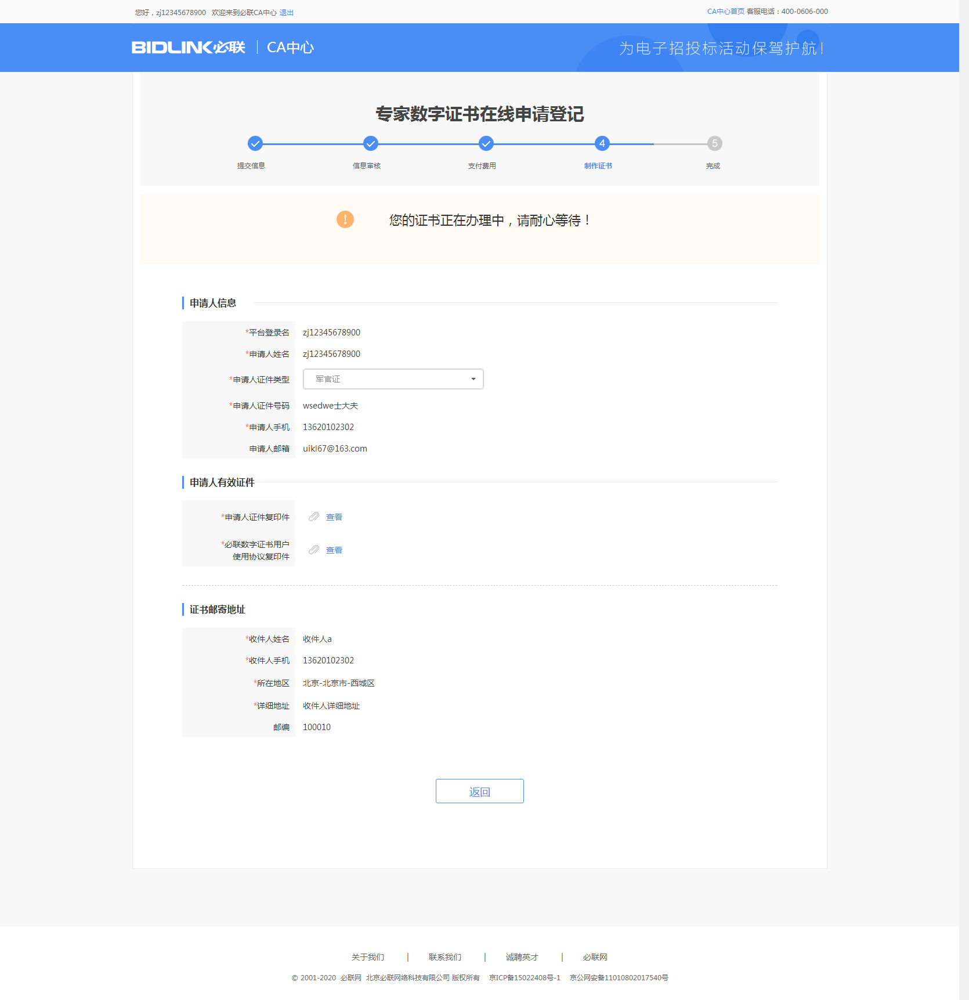 您好，zj12345678900 欢迎来到必联CA中心 退出
CA中心首页 客服电话：400-0606-000
BIDLINK必联 CA中心
为电子招投标活动保驾护航！
专家数字证书在线申请登记
4 5
提交信息 信息审核 支付费用 制作证书 完成
! 您的证书正在办理中，请耐心等待！
申请人信息
*平台登录名 zj12345678900
*申请人姓名 zj12345678900
*申请人证件类型 军官证
*申请人证件号码 wsedwe士大夫
*申请人手机 13620102302
申请人邮箱 uikl67@163.com
申请人有效证件
*申请人证件复印件 查看
*必联数字证书用户
使用协议复印件 查看
证书邮寄地址
*收件人姓名 收件人a
*收件人手机 13620102302
*所在地区 北京-北京市-西城区
*详细地址 收件人详细地址
邮编 100010
返回
关于我们 | 联系我们 | 诚聘英才 | 必联网
© 2001-2020 必联网 北京必联网络科技有限公司 版权所有 京ICP备15022408号-1 京公网安备11010802017540号